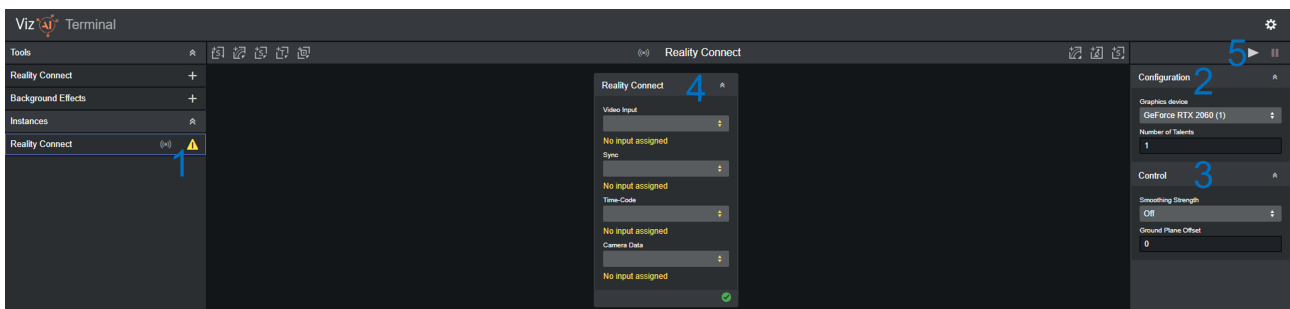 Viz AI Terminal
Tools
Reality Connect
5
Reality Connect +
Background Effects +
Instances
Reality Connect
1
Reality Connect
4
Video Input
No input assigned
Sync
No input assigned
Time-Code
No input assigned
Camera Data
No input assigned
Configuration
2
Graphics device
GeForce RTX 2060 (1)
Number of Talents
1
Control
3
Smoothing Strength
Off
Ground Plane Offset
0